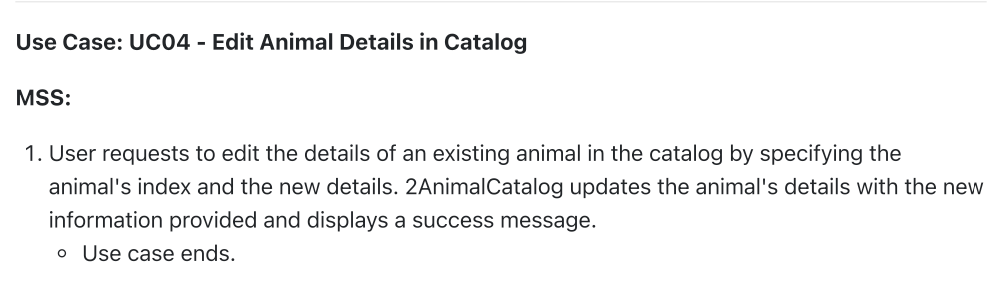 Use Case: UC04 - Edit Animal Details in Catalog
MSS:
1. User requests to edit the details of an existing animal in the catalog by specifying the
animal's index and the new details. 2AnimalCatalog updates the animal's details with the new
information provided and displays a success message.
◦ Use case ends.